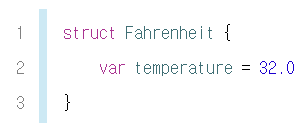 1 struct Fahrenheit {
2     var temperature = 32.0
3 }